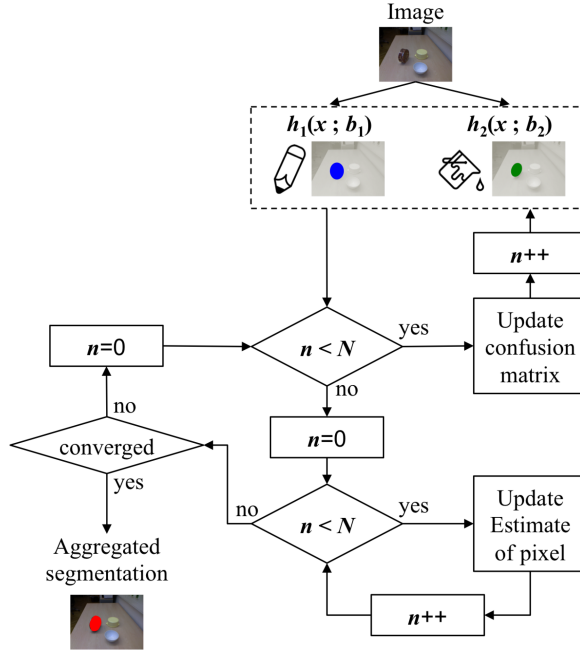 Image
h₁(x ; b₁)
h₂(x ; b₂)
n++
n=0
n < N
yes
Update
confusion
matrix
no
n=0
no
converged
yes
n < N
no
yes
Update
Estimate
of pixel
Aggregated
segmentation
n++